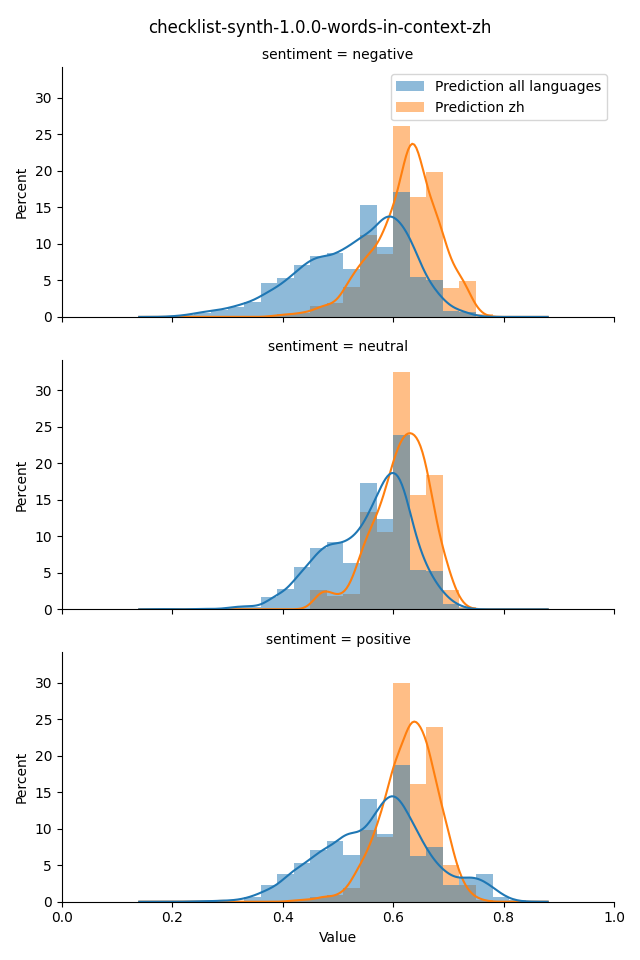 checklist-synth-1.0.0-words-in-context-zh
sentiment = negative
Prediction all languages
Prediction zh
30
25
20
15
10
5
0
Percent
sentiment = neutral
30
25
20
15
10
5
0
Percent
sentiment = positive
30
25
20
15
10
5
0
Percent
0.0 0.2 0.4 0.6 0.8 1.0
Value